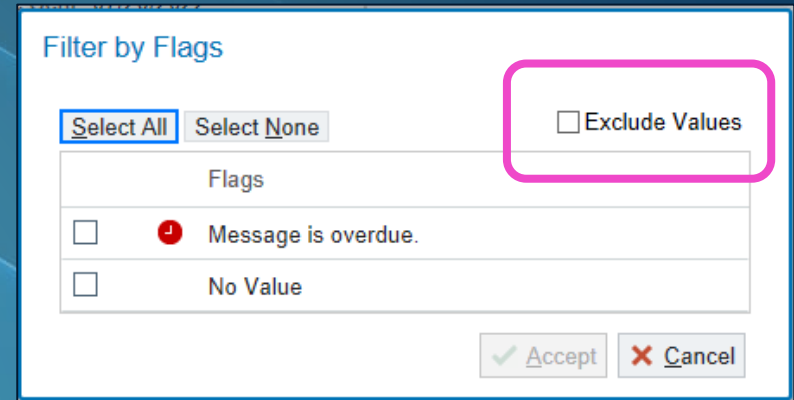 Filter by Flags
Select All Select None Exclude Values
Flags
Message is overdue.
No Value
Accept Cancel